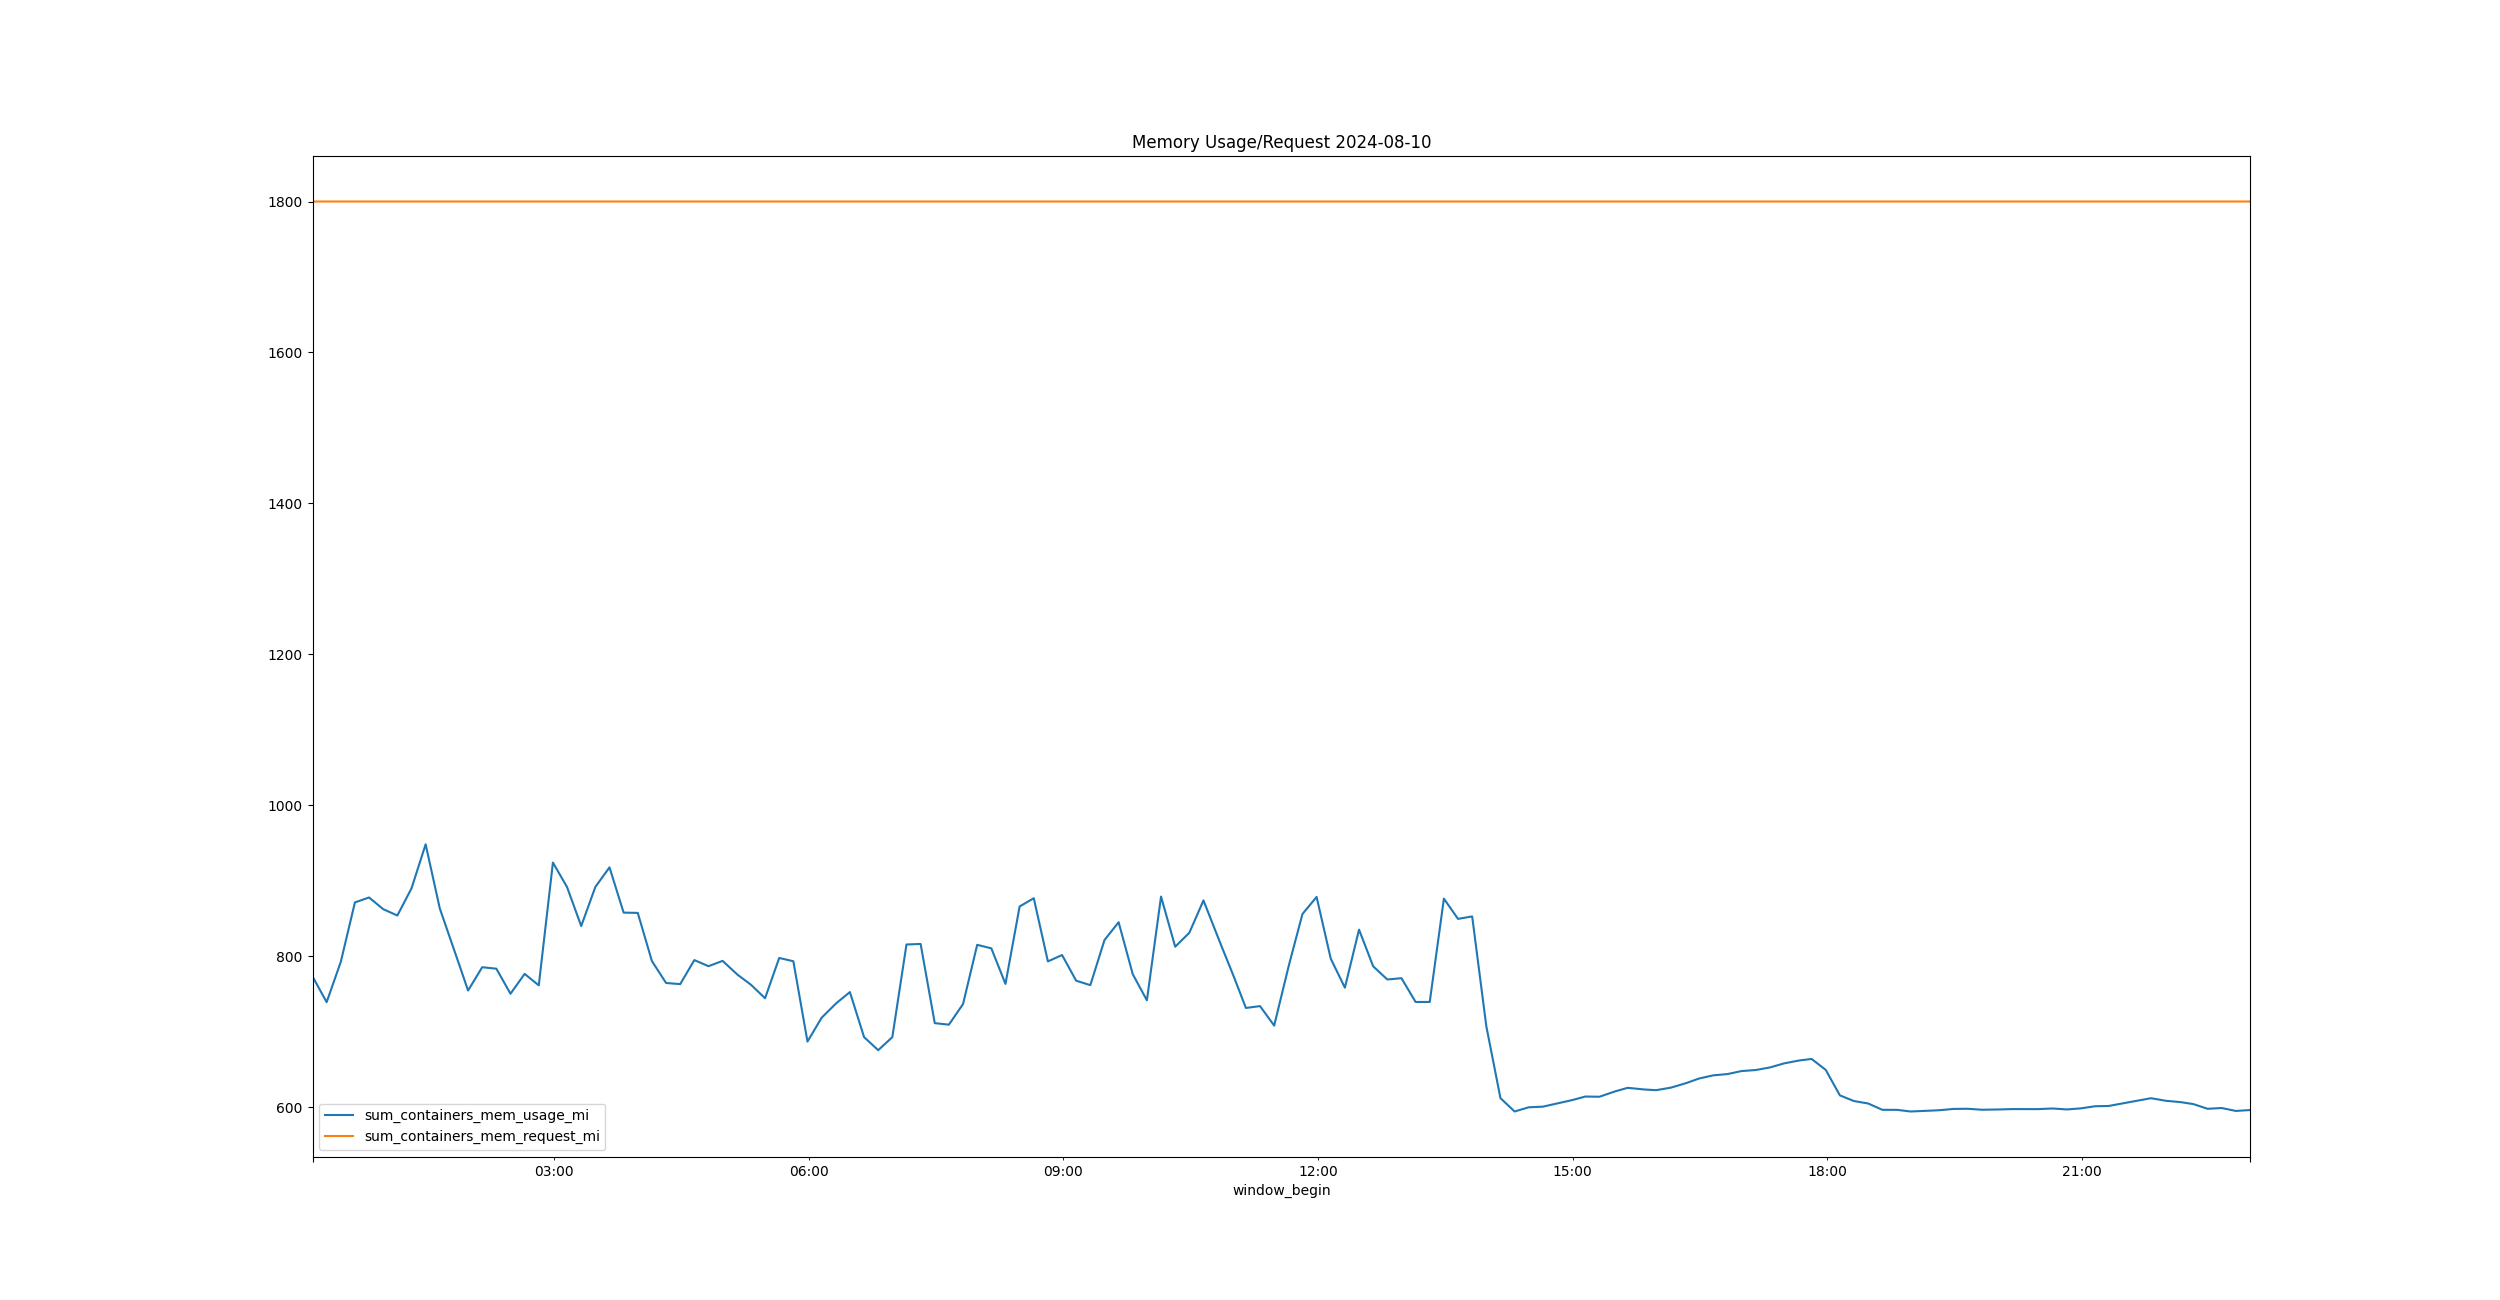 Memory Usage/Request 2024-08-10
1800
1600
1400
1200
1000
800
600
sum_containers_mem_usage_mi
sum_containers_mem_request_mi
03:00 06:00 09:00 12:00 15:00 18:00 21:00
window_begin